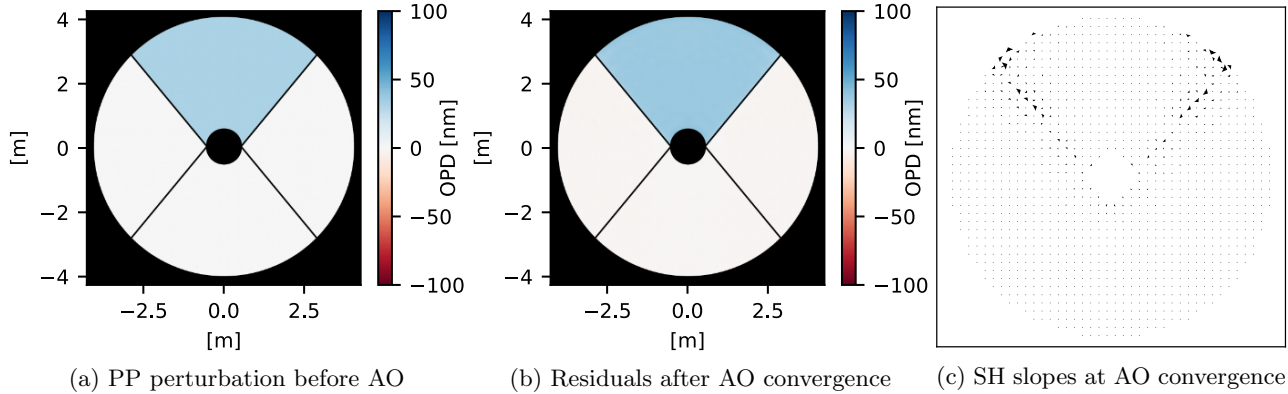 4
2
0
−2
−4
[m]
−2.5 0.0 2.5
[m]
100
50
0
−50
−100
OPD [nm]
4
2
0
−2
−4
[m]
−2.5 0.0 2.5
[m]
100
50
0
−50
−100
OPD [nm]
(a) PP perturbation before AO
(b) Residuals after AO convergence
(c) SH slopes at AO convergence